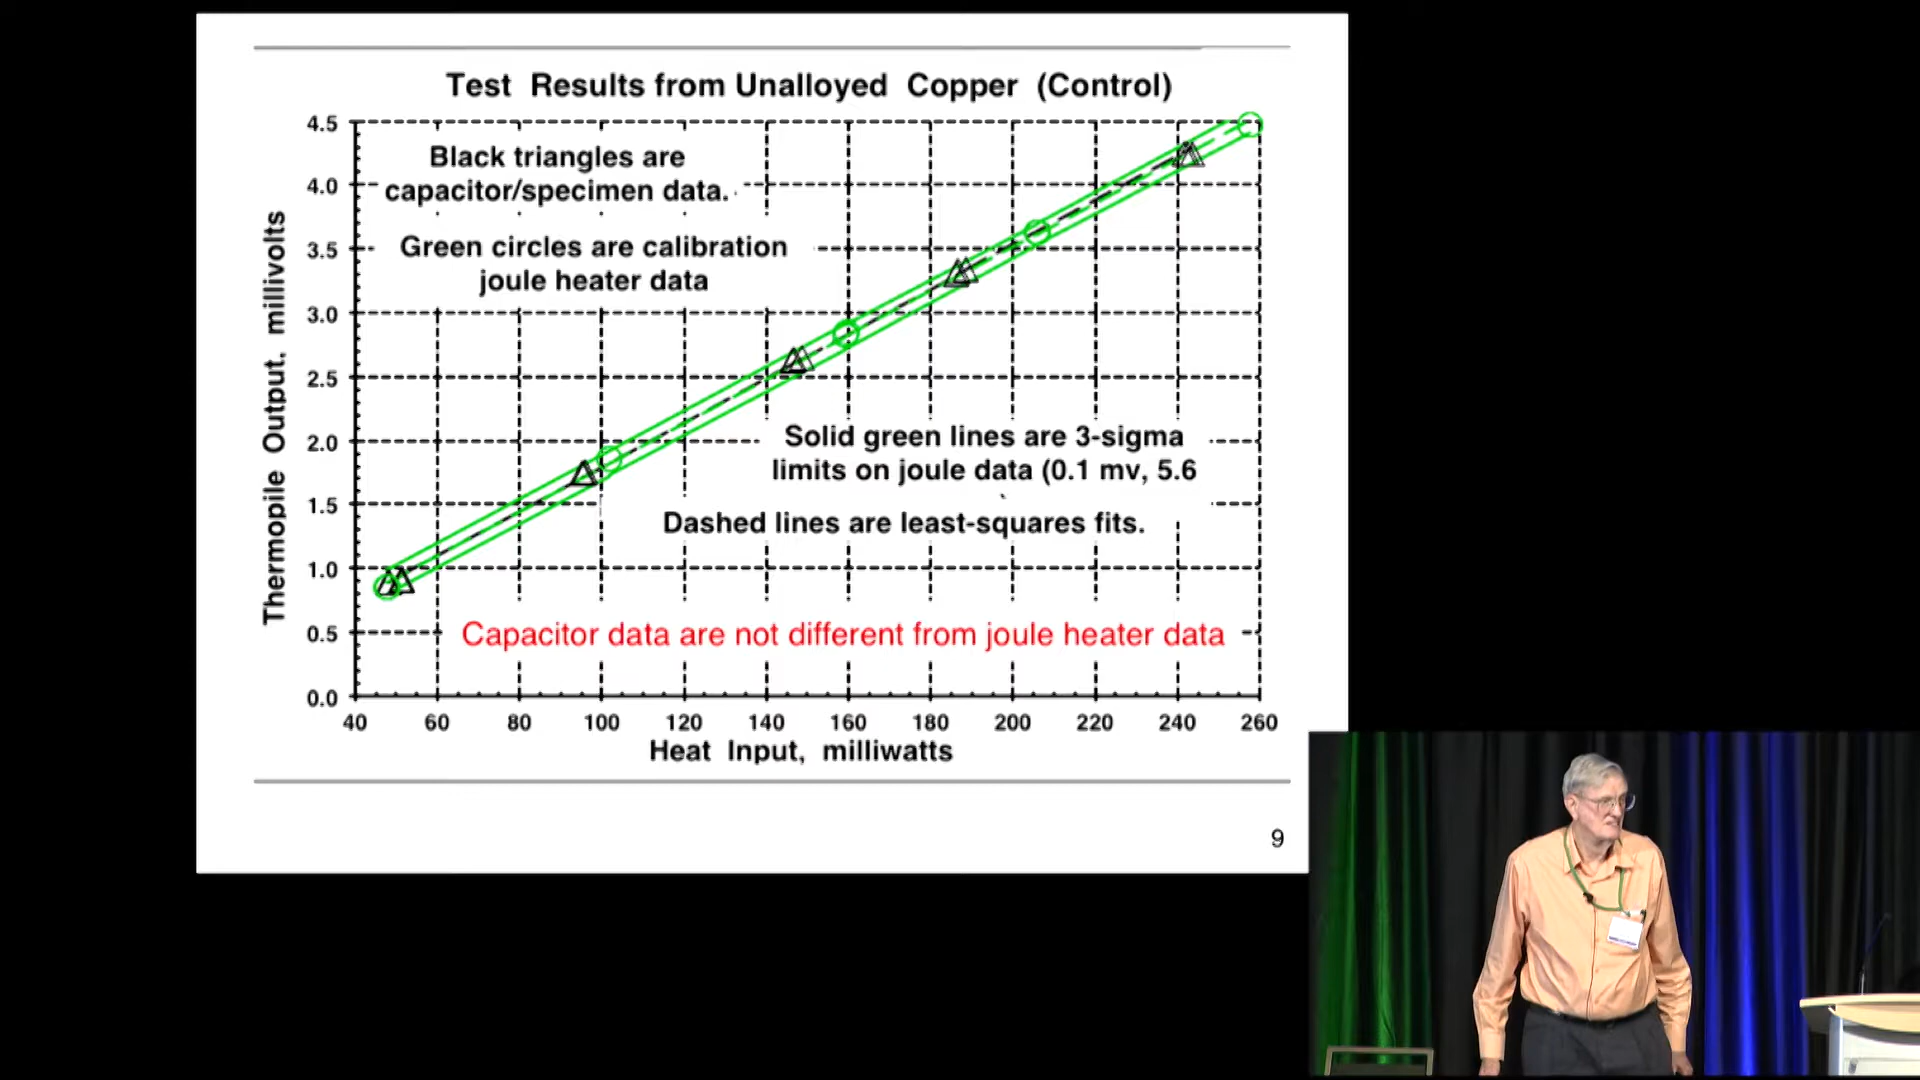 Test Results from Unalloyed Copper (Control)
4.5
4.0
3.5
3.0
2.5
2.0
1.5
1.0
0.5
0.0
Thermopile Output, millivolts
Black triangles are
capacitor/specimen data.
Green circles are calibration
joule heater data
Solid green lines are 3-sigma
limits on joule data (0.1 mv, 5.6
Dashed lines are least-squares fits.
Capacitor data are not different from joule heater data
40 60 80 100 120 140 160 180 200 220 240 260
Heat Input, milliwatts
9